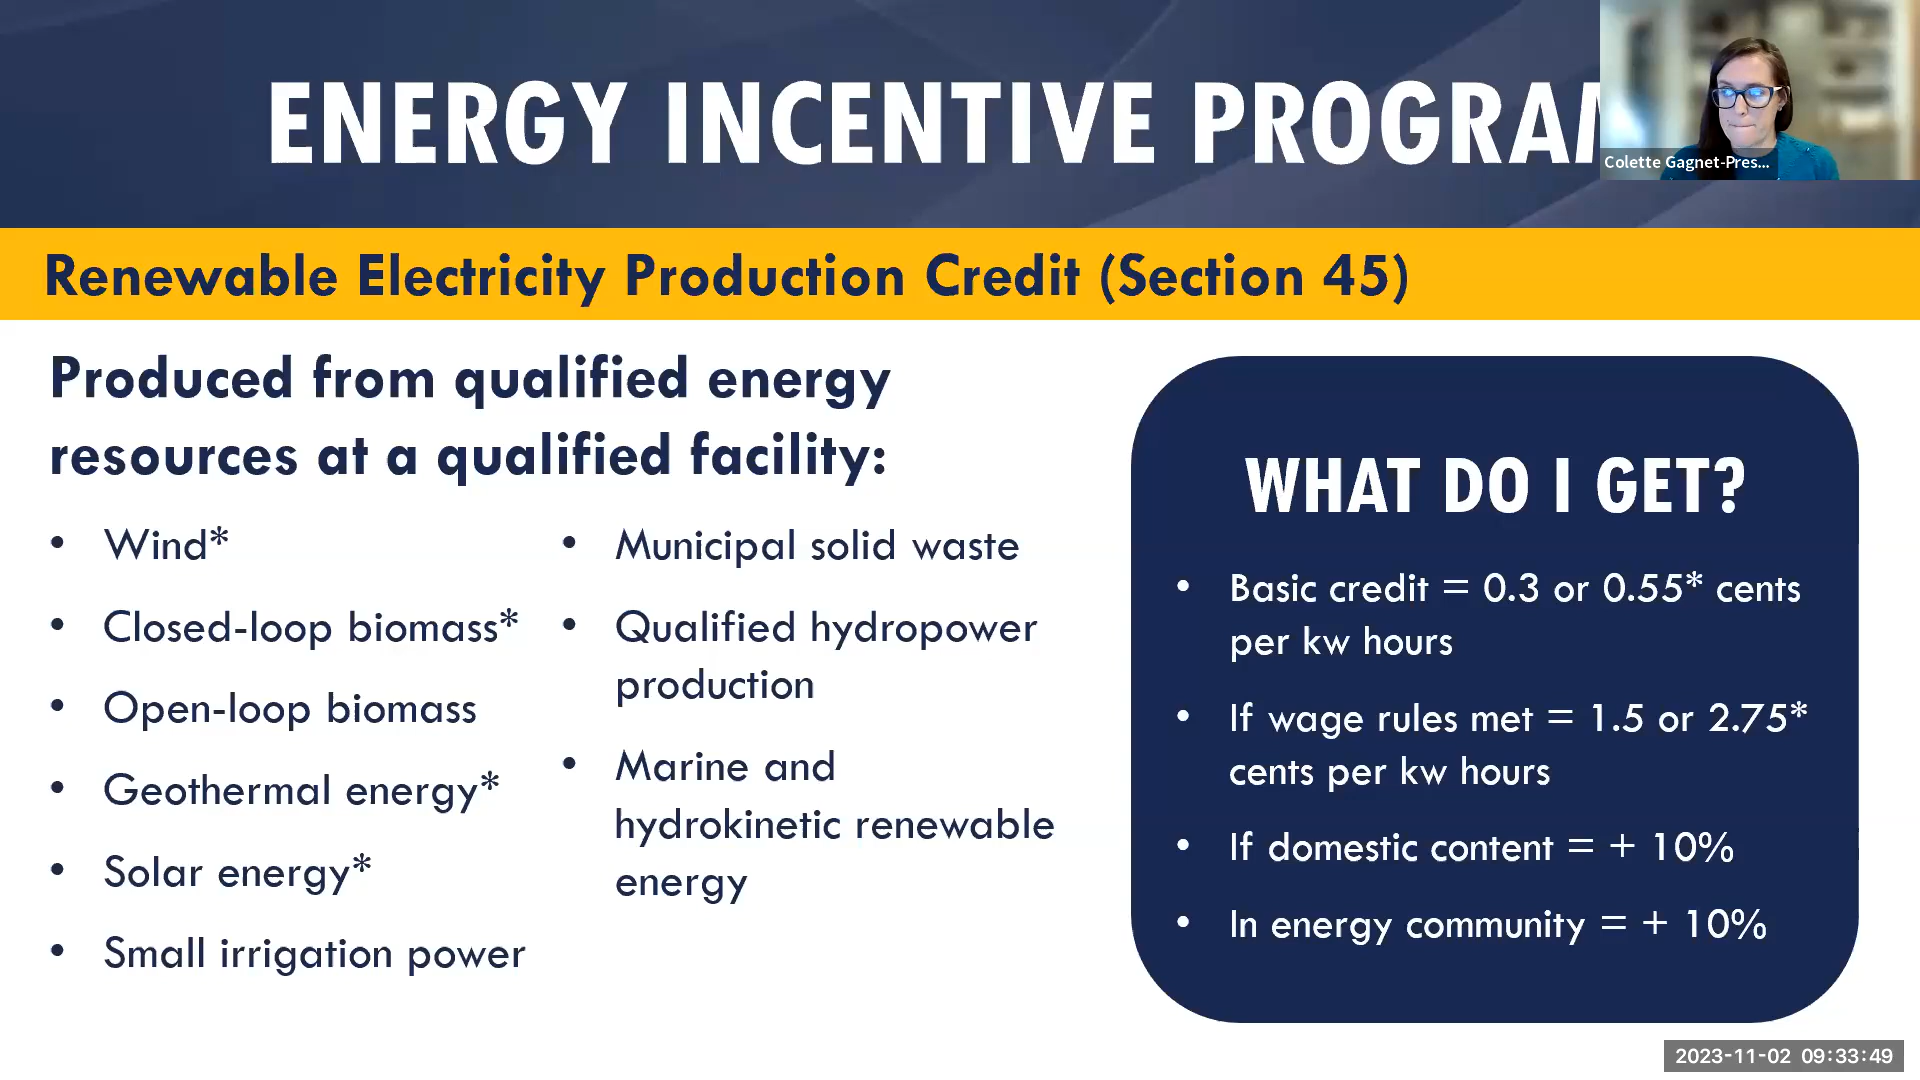 ENERGY INCENTIVE PROGRAM
Colette Gagnet-Pres...
Renewable Electricity Production Credit (Section 45)
Produced from qualified energy
resources at a qualified facility:
• Wind*
• Closed-loop biomass*
• Open-loop biomass
• Geothermal energy*
• Solar energy*
• Small irrigation power
• Municipal solid waste
• Qualified hydropower
production
• Marine and
hydrokinetic renewable
energy
WHAT DO I GET?
• Basic credit = 0.3 or 0.55* cents
per kw hours
• If wage rules met = 1.5 or 2.75*
cents per kw hours
• If domestic content = + 10%
• In energy community = + 10%
2023-11-02 09:33:49